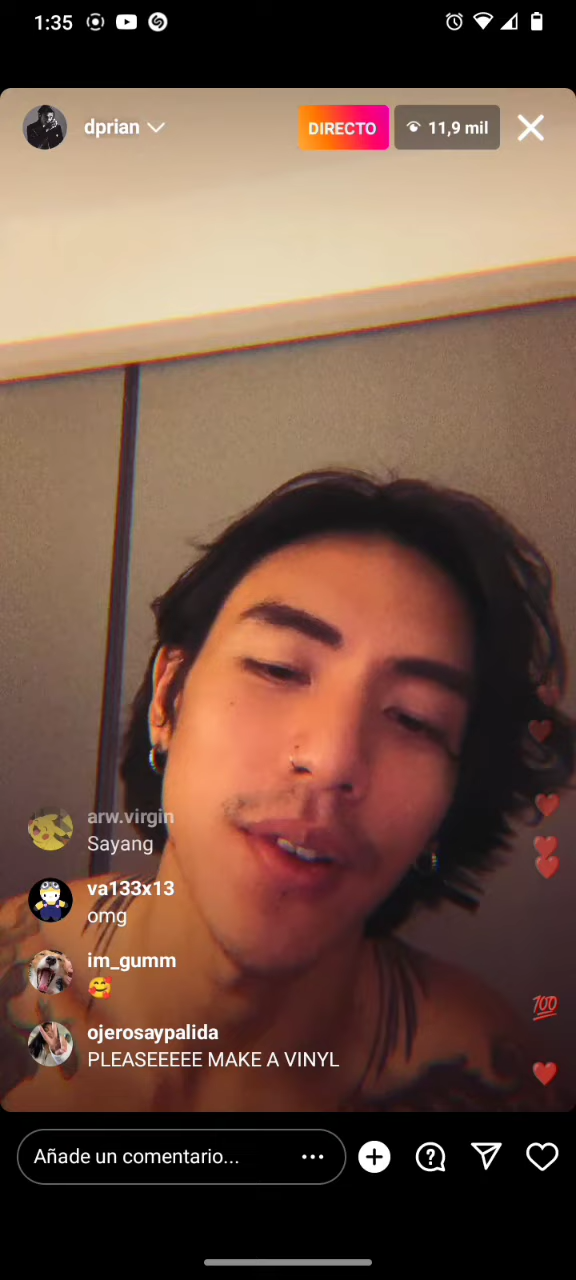 1:35
dprian
DIRECTO
11,9 mil
arw.virgin
Sayang
va133x13
omg
im_gumm
🥰
ojerosaypalida
PLEASEEEEE MAKE A VINYL
💯
Añade un comentario...